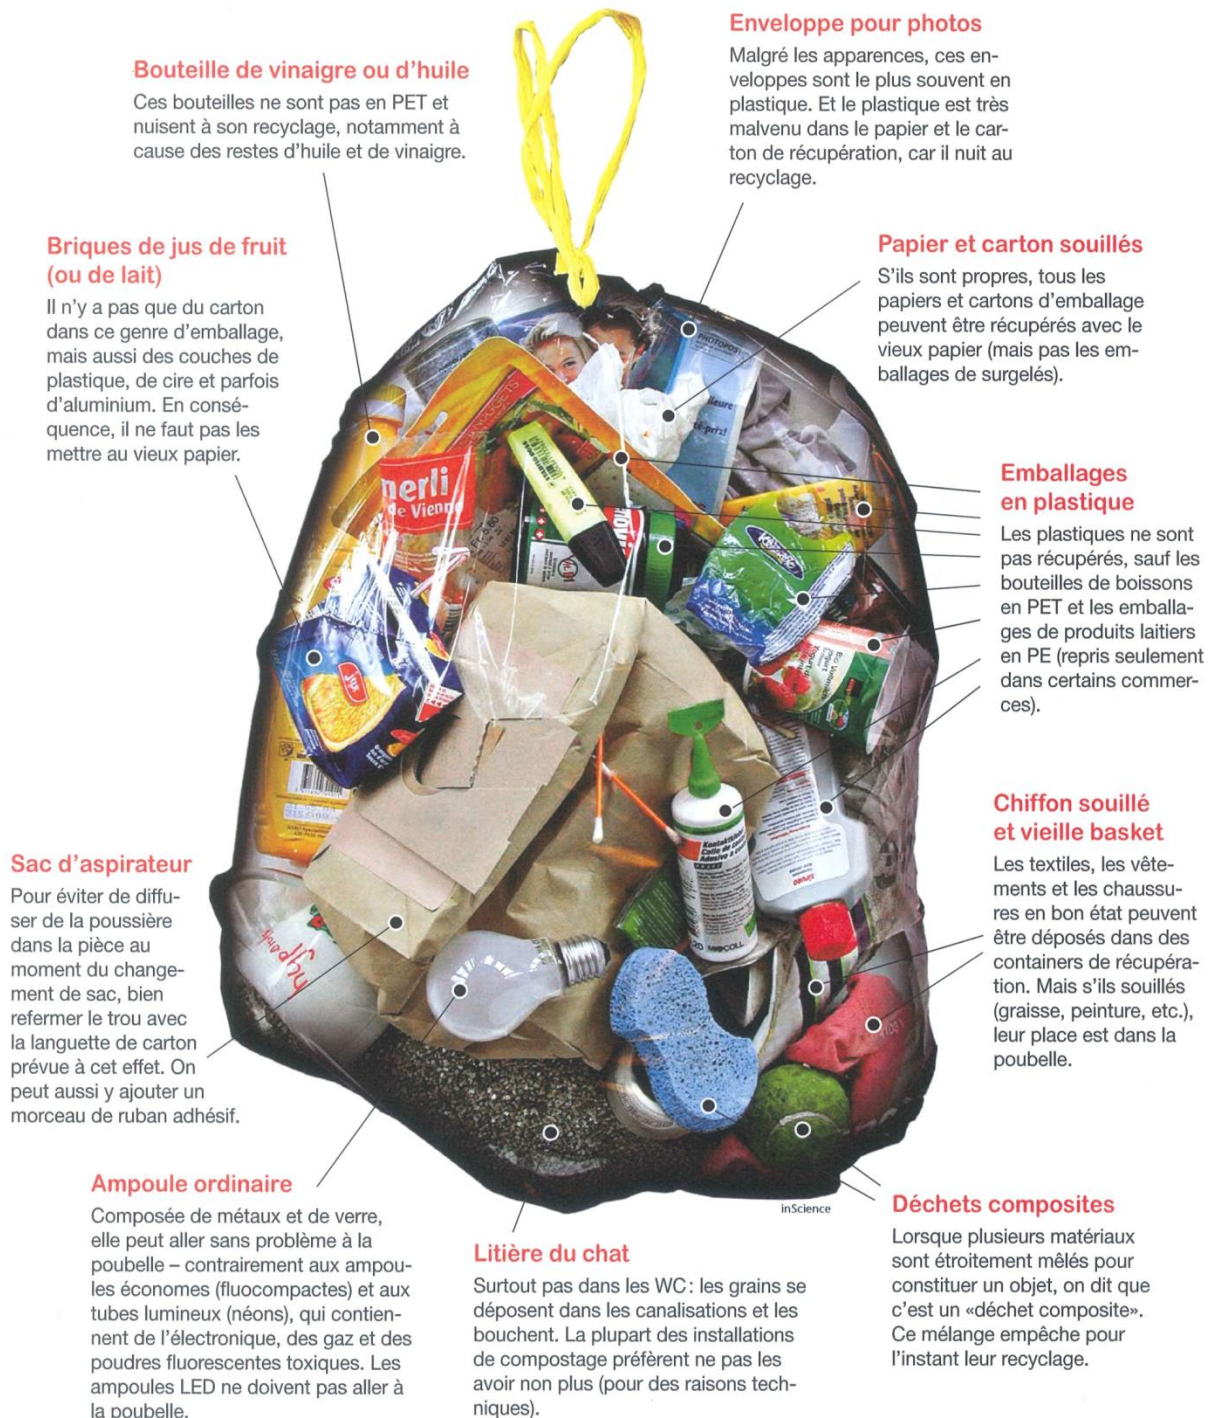 Enveloppe pour photos
Malgré les apparences, ces en-
veloppes sont le plus souvent en
plastique. Et le plastique est très
malvenu dans le papier et le car-
ton de récupération, car il nuit au
recyclage.
Bouteille de vinaigre ou d'huile
Ces bouteilles ne sont pas en PET et
nuisent à son recyclage, notamment à
cause des restes d'huile et de vinaigre.
Briques de jus de fruit
(ou de lait)
Il n'y a pas que du carton
dans ce genre d'emballage,
mais aussi des couches de
plastique, de cire et parfois
d'aluminium. En consé-
quence, il ne faut pas les
mettre au vieux papier.
Papier et carton souillés
S'ils sont propres, tous les
papiers et cartons d'emballage
peuvent être récupérés avec le
vieux papier (mais pas les em-
ballages de surgelés).
PHOTOPOS
NUGGETS
nerli
de Vienne
Emballages
en plastique
Les plastiques ne sont
pas récupérés, sauf les
bouteilles de boissons
en PET et les emballa-
ges de produits laitiers
en PE (repris seulement
dans certains commer-
ces).
Kontaktkleber
Colle de Contact
MOCOLL
Chiffon souillé
et vieille basket
Les textiles, les vête-
ments et les chaussu-
res en bon état peuvent
être déposés dans des
containers de récupéra-
tion. Mais s'ils souillés
(graisse, peinture, etc.),
leur place est dans la
poubelle.
Sac d'aspirateur
Pour éviter de diffu-
ser de la poussière
dans la pièce au
moment du change-
ment de sac, bien
refermer le trou avec
la languette de carton
prévue à cet effet. On
peut aussi y ajouter un
morceau de ruban adhésif.
Ampoule ordinaire
Composée de métaux et de verre,
elle peut aller sans problème à la
poubelle – contrairement aux ampou-
les économes (fluocompactes) et aux
tubes lumineux (néons), qui contien-
nent de l'électronique, des gaz et des
poudres fluorescentes toxiques. Les
ampoules LED ne doivent pas aller à
la poubelle.
Litière du chat
Surtout pas dans les WC: les grains se
déposent dans les canalisations et les
bouchent. La plupart des installations
de compostage préfèrent ne pas les
avoir non plus (pour des raisons tech-
niques).
inScience
Déchets composites
Lorsque plusieurs matériaux
sont étroitement mêlés pour
constituer un objet, on dit que
c'est un «déchet composite».
Ce mélange empêche pour
l'instant leur recyclage.